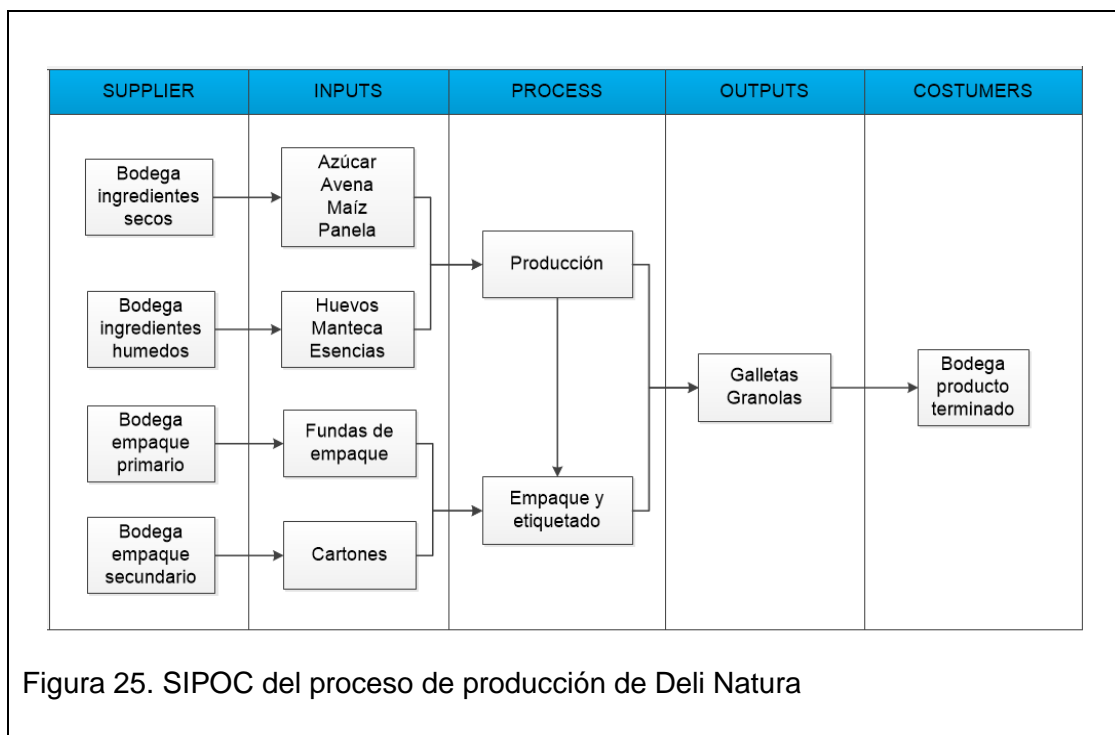 SUPPLIER
INPUTS
PROCESS
OUTPUTS
COSTUMERS
Bodega
ingredientes
secos
Azúcar
Avena
Maíz
Panela
Producción
Bodega
ingredientes
humedos
Huevos
Manteca
Esencias
Galletas
Granolas
Bodega
producto
terminado
Bodega
empaque
primario
Fundas de
empaque
Empaque y
etiquetado
Bodega
empaque
secundario
Cartones
Figura 25. SIPOC del proceso de producción de Deli Natura